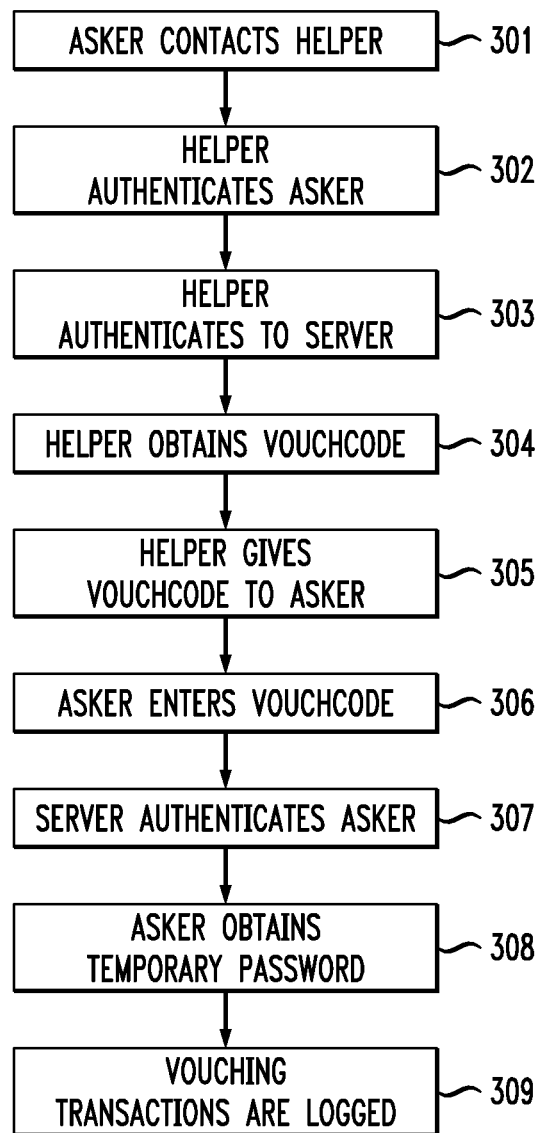 ASKER CONTACTS HELPER 301
HELPER
AUTHENTICATES ASKER 302
HELPER
AUTHENTICATES TO SERVER 303
HELPER OBTAINS VOUCHCODE 304
HELPER GIVES
VOUCHCODE TO ASKER 305
ASKER ENTERS VOUCHCODE 306
SERVER AUTHENTICATES ASKER 307
ASKER OBTAINS
TEMPORARY PASSWORD 308
VOUCHING
TRANSACTIONS ARE LOGGED 309